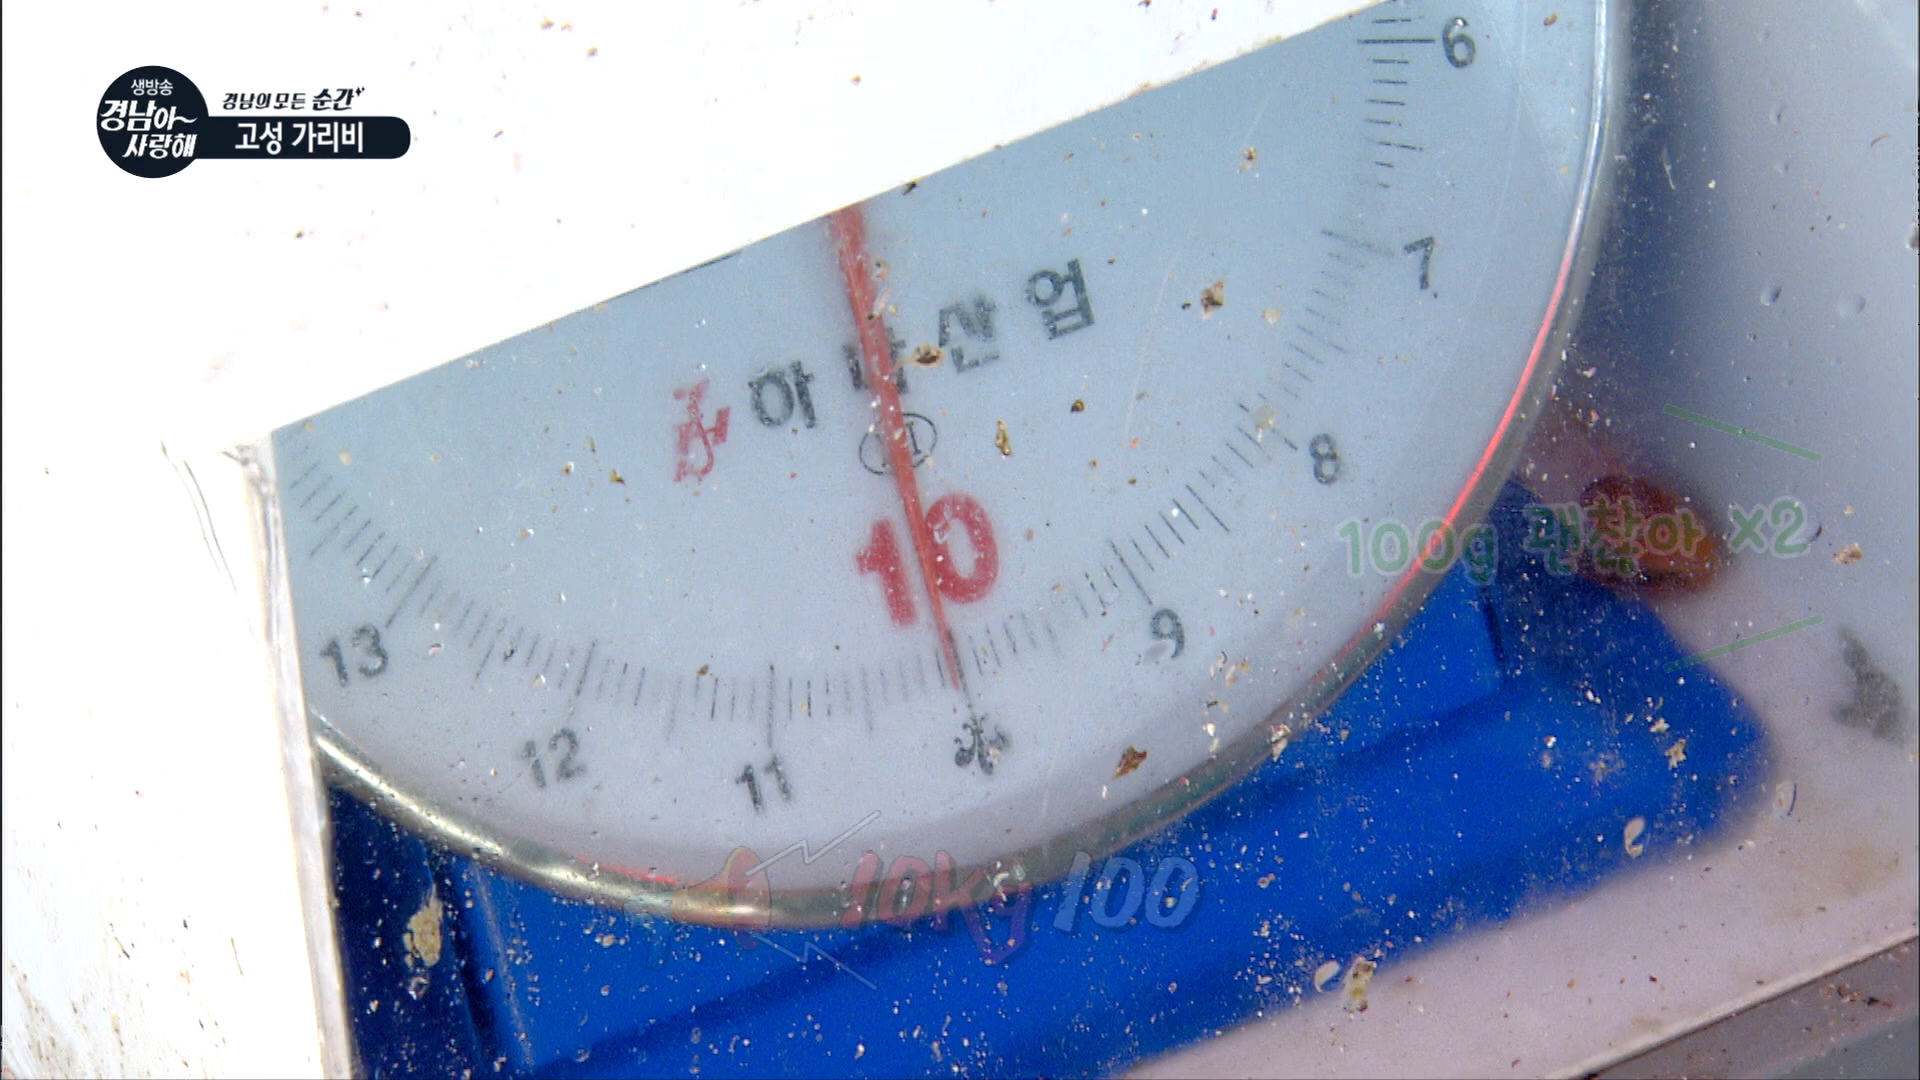 생방송
경남아~
사랑해
경남의 모든 순간
고성 가리비
6
7
하나산업
8
10
100g 괜찮아 X2
9
13
12
11
10kg 100